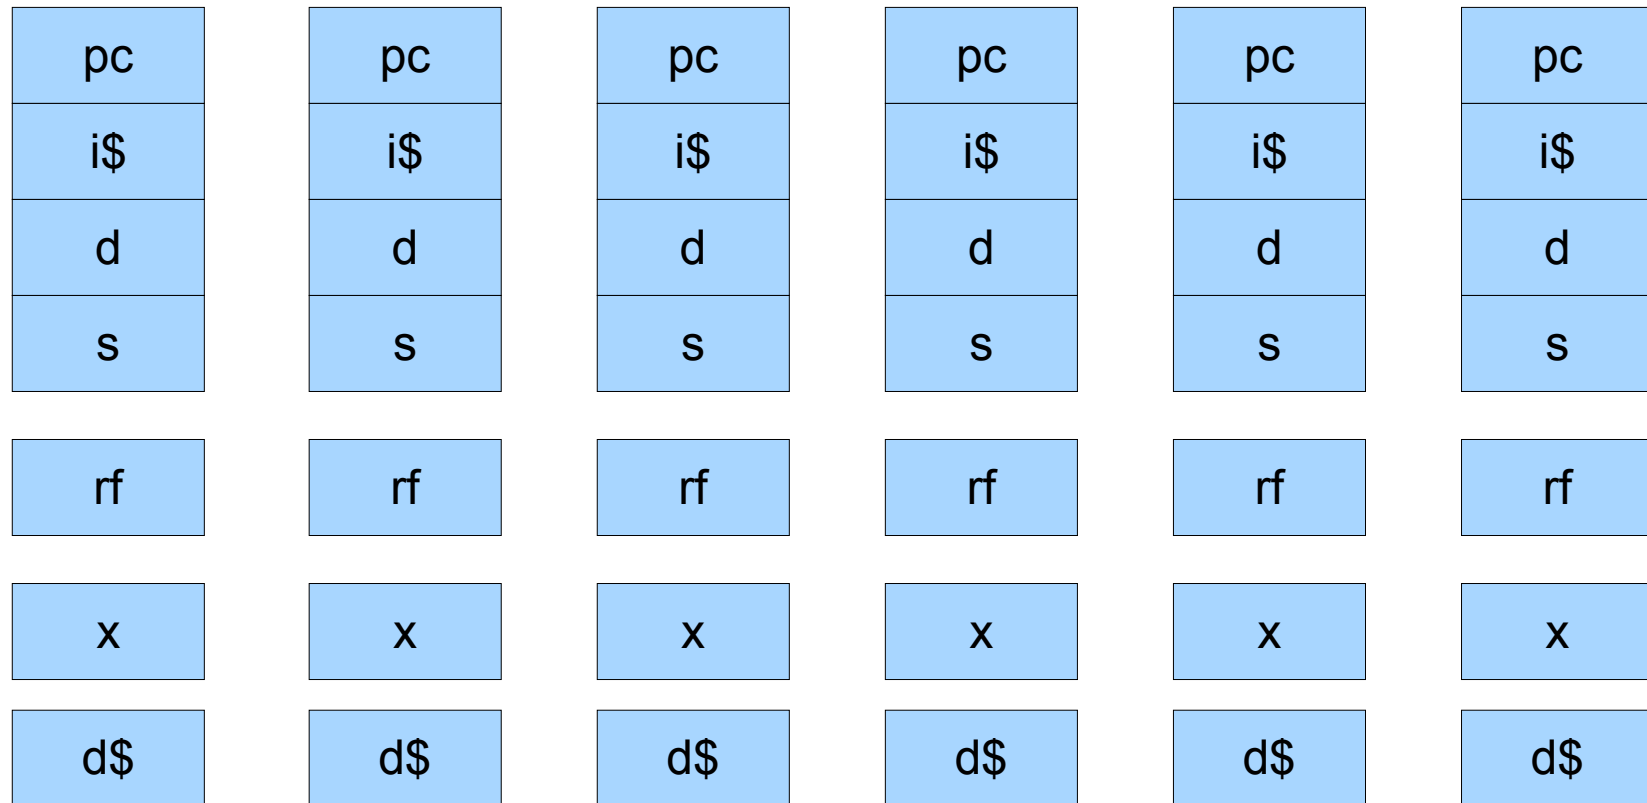 pc pc pc pc pc pc
i$ i$ i$ i$ i$ i$
d d d d d d
s s s s s s
rf rf rf rf rf rf
x x x x x x
d$ d$ d$ d$ d$ d$